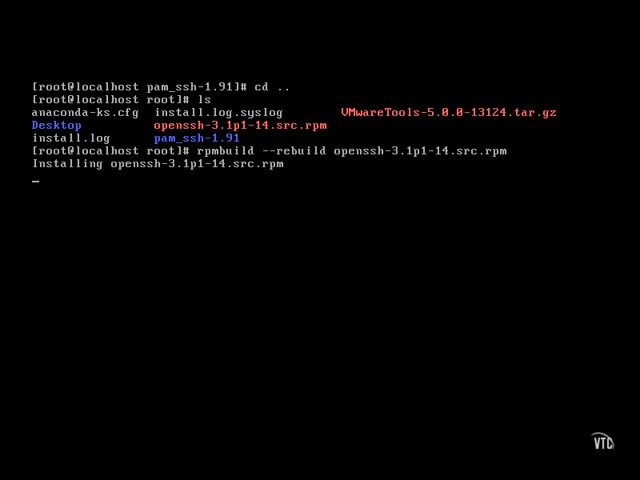 [root@localhost pam_ssh-1.91]# cd ..
[root@localhost root]# ls
anaconda-ks.cfg  install.log.syslog        VMwareTools-5.0.0-13124.tar.gz
Desktop          openssh-3.1p1-14.src.rpm
install.log      pam_ssh-1.91
[root@localhost root]# rpmbuild --rebuild openssh-3.1p1-14.src.rpm
Installing openssh-3.1p1-14.src.rpm
VTC